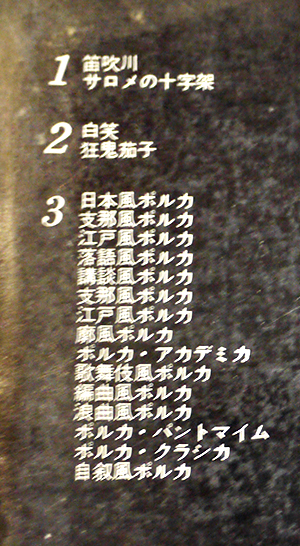 1 笛吹川
サロメの十字架
2 白笑
狂鬼茄子
3 日本風ポルカ
支那風ポルカ
江戸風ポルカ
落語風ポルカ
講談風ポルカ
支那風ポルカ
江戸風ポルカ
廓風ポルカ
ポルカ・アカデミカ
歌舞伎風ポルカ
編曲風ポルカ
浪曲風ポルカ
ポルカ・パントマイム
ポルカ・クラシカ
自叙風ポルカ